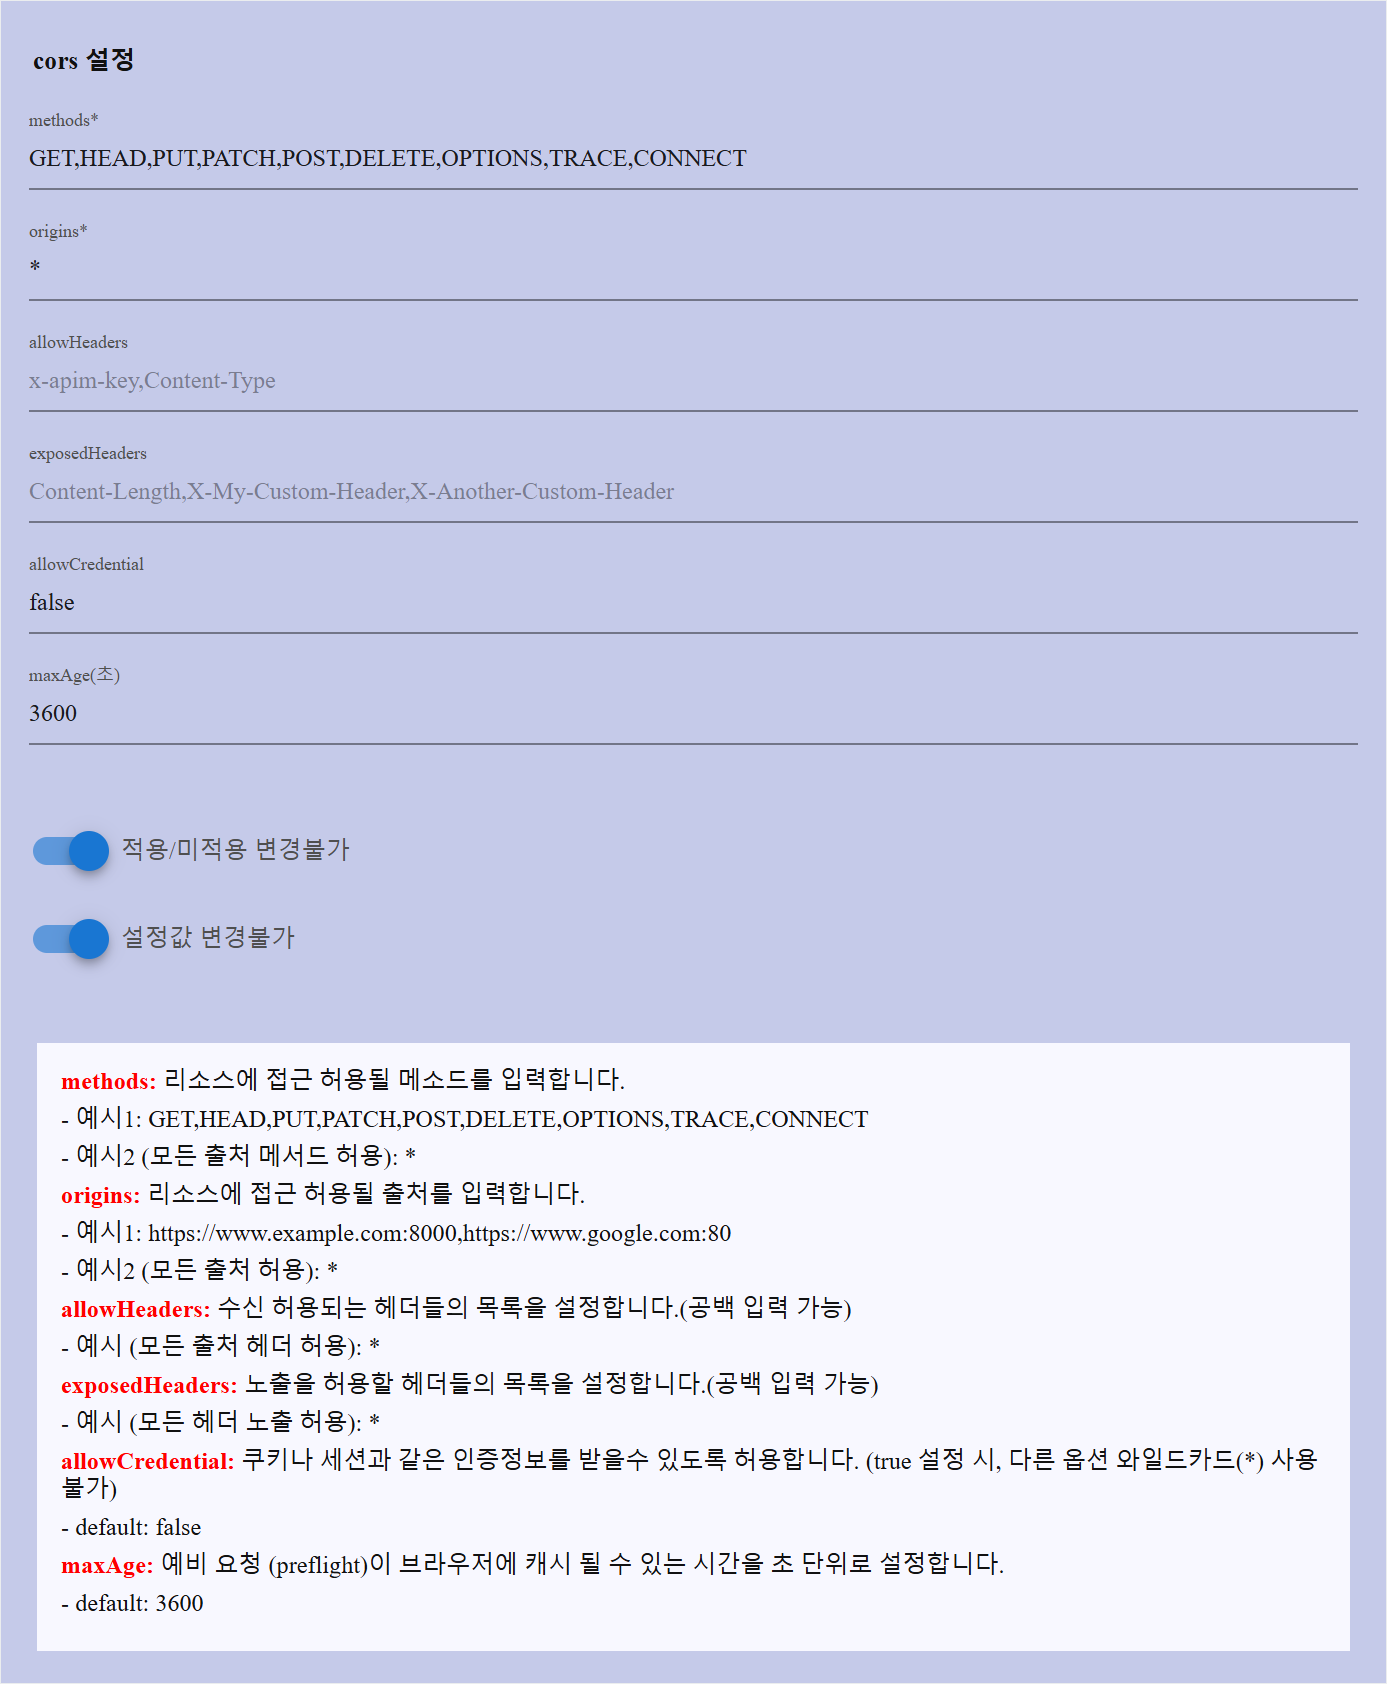 cors 설정
methods*
GET,HEAD,PUT,PATCH,POST,DELETE,OPTIONS,TRACE,CONNECT
origins*
*
allowHeaders
x-apim-key,Content-Type
exposedHeaders
Content-Length,X-My-Custom-Header,X-Another-Custom-Header
allowCredential
false
maxAge(초)
3600
적용/미적용 변경불가
설정값 변경불가
methods: 리소스에 접근 허용될 메소드를 입력합니다.
- 예시1: GET,HEAD,PUT,PATCH,POST,DELETE,OPTIONS,TRACE,CONNECT
- 예시2 (모든 출처 메서드 허용): *
origins: 리소스에 접근 허용될 출처를 입력합니다.
- 예시1: https://www.example.com:8000,https://www.google.com:80
- 예시2 (모든 출처 허용): *
allowHeaders: 수신 허용되는 헤더들의 목록을 설정합니다.(공백 입력 가능)
- 예시 (모든 출처 헤더 허용): *
exposedHeaders: 노출을 허용할 헤더들의 목록을 설정합니다.(공백 입력 가능)
- 예시 (모든 헤더 노출 허용): *
allowCredential: 쿠키나 세션과 같은 인증정보를 받을수 있도록 허용합니다. (true 설정 시, 다른 옵션 와일드카드(*) 사용
불가)
- default: false
maxAge: 예비 요청 (preflight)이 브라우저에 캐시 될 수 있는 시간을 초 단위로 설정합니다.
- default: 3600